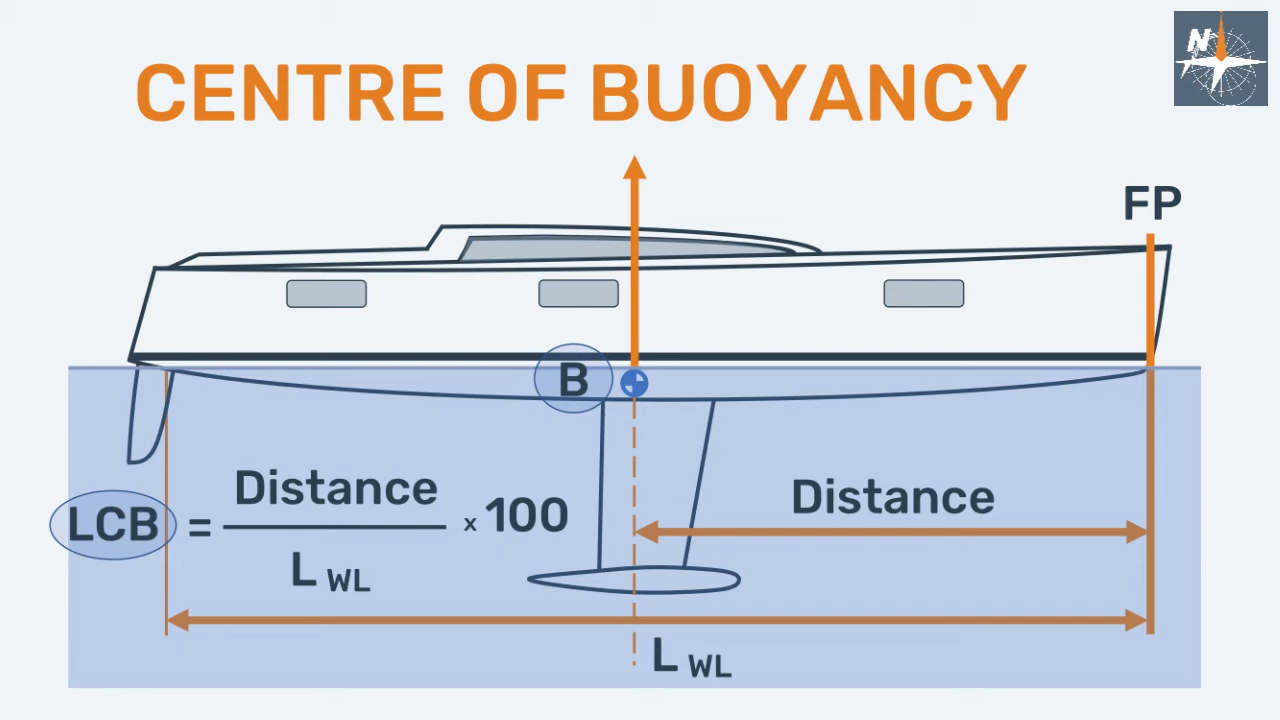 CENTRE OF BUOYANCY
N
FP
B
Distance
LCB = ―――― x 100
L WL
Distance
L WL